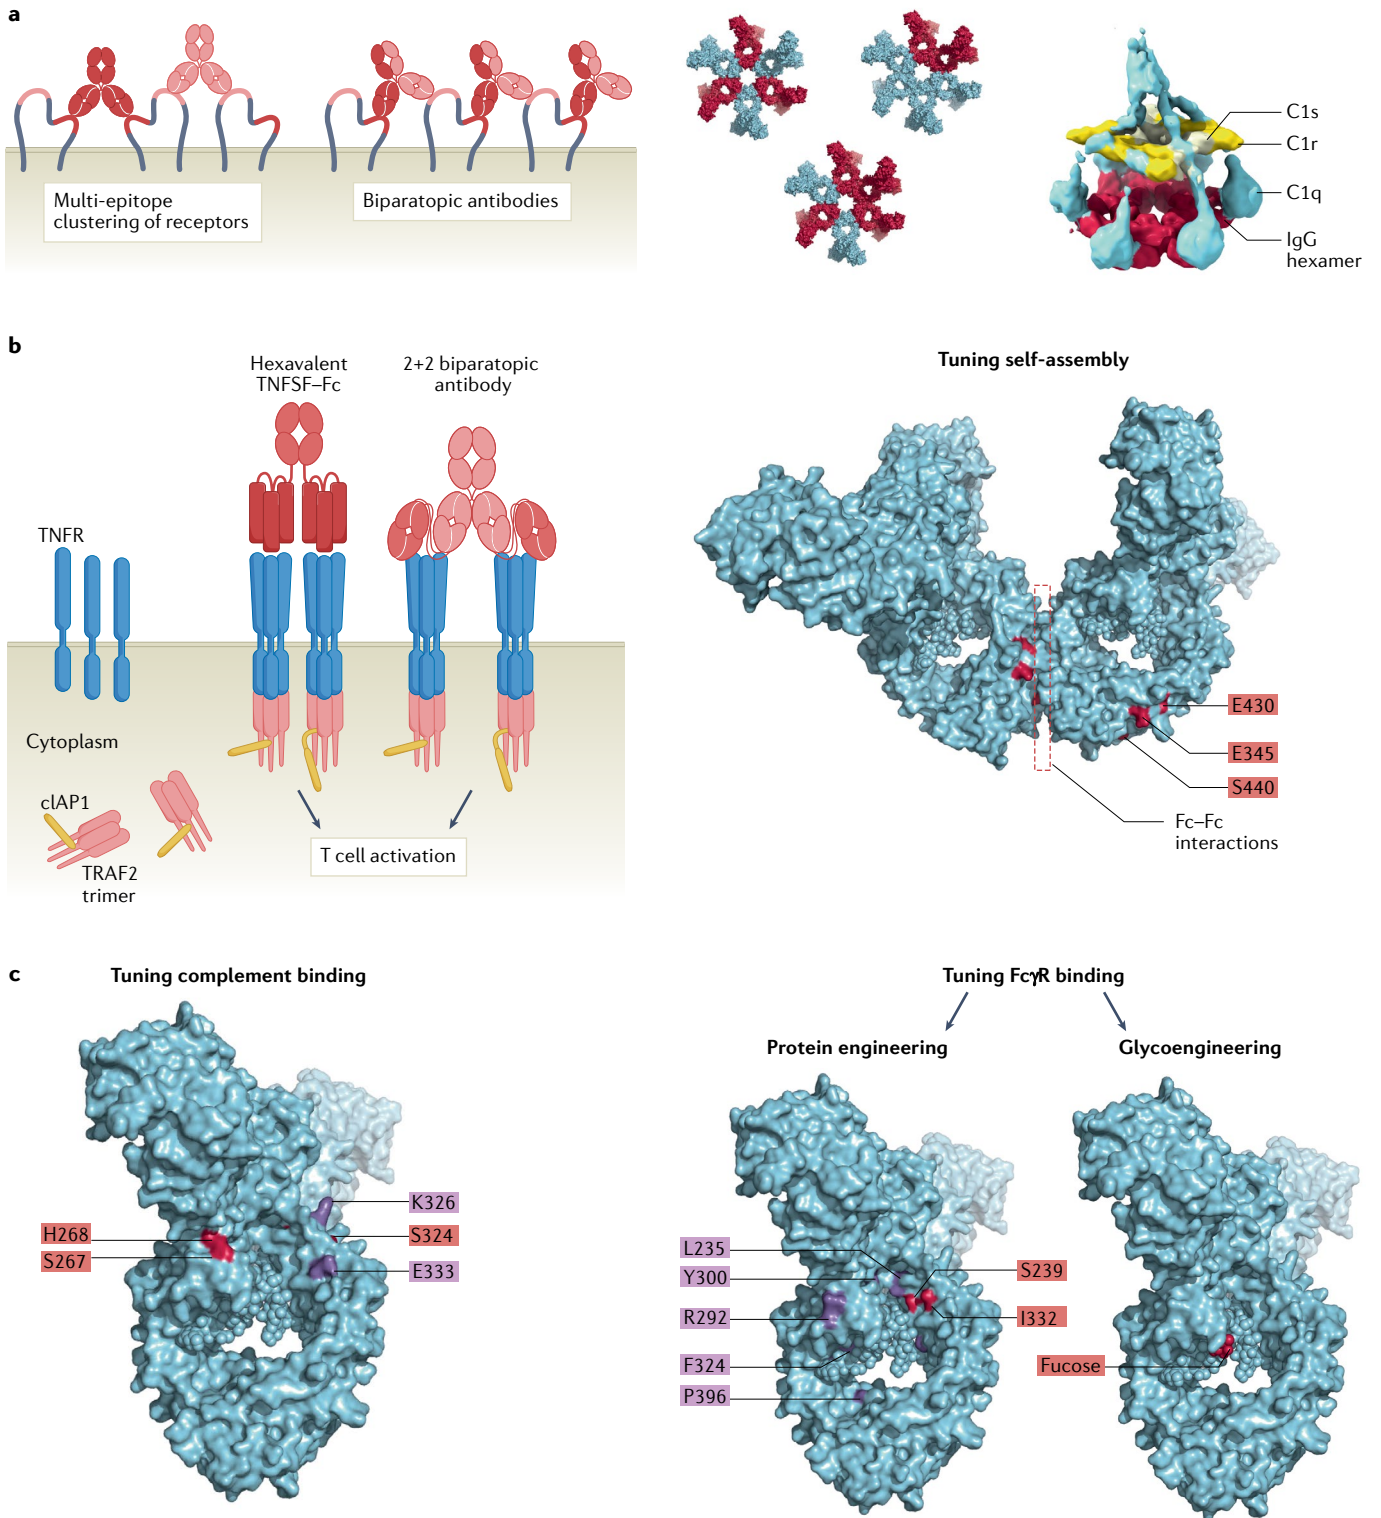 a
Multi-epitope
clustering of receptors
Biparatopic antibodies
C1s
C1r
C1q
IgG
hexamer
b
Hexavalent
TNFSF–Fc
2+2 biparatopic
antibody
TNFR
Cytoplasm
clAP1
TRAF2
trimer
T cell activation
Tuning self-assembly
E430
E345
S440
Fc–Fc
interactions
c
Tuning complement binding
K326
H268
S324
S267
E333
Tuning FcγR binding
Protein engineering
Glycoengineering
L235
Y300
S239
R292
I332
F324
Fucose
P396